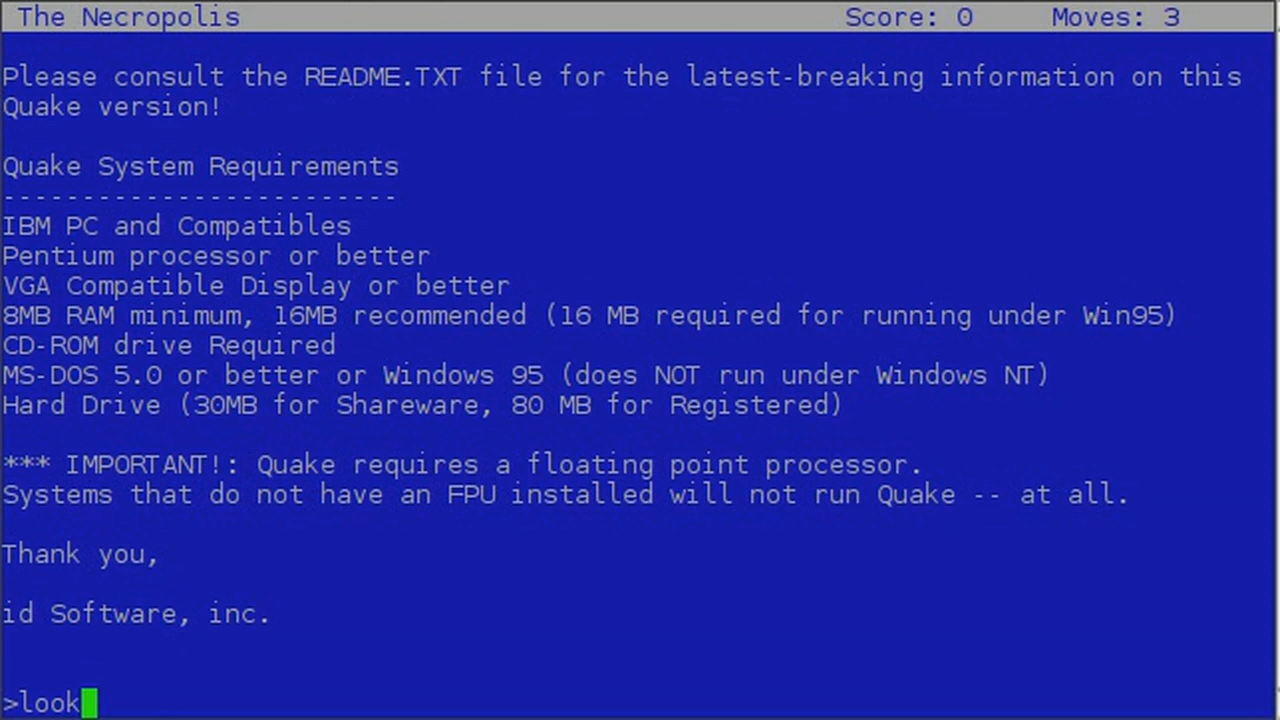 The Necropolis Score: 0 Moves: 3
Please consult the README.TXT file for the latest-breaking information on this
Quake version!
Quake System Requirements
-------------------------
IBM PC and Compatibles
Pentium processor or better
VGA Compatible Display or better
8MB RAM minimum, 16MB recommended (16 MB required for running under Win95)
CD-ROM drive Required
MS-DOS 5.0 or better or Windows 95 (does NOT run under Windows NT)
Hard Drive (30MB for Shareware, 80 MB for Registered)
*** IMPORTANT!: Quake requires a floating point processor.
Systems that do not have an FPU installed will not run Quake -- at all.
Thank you,
id Software, inc.
>look